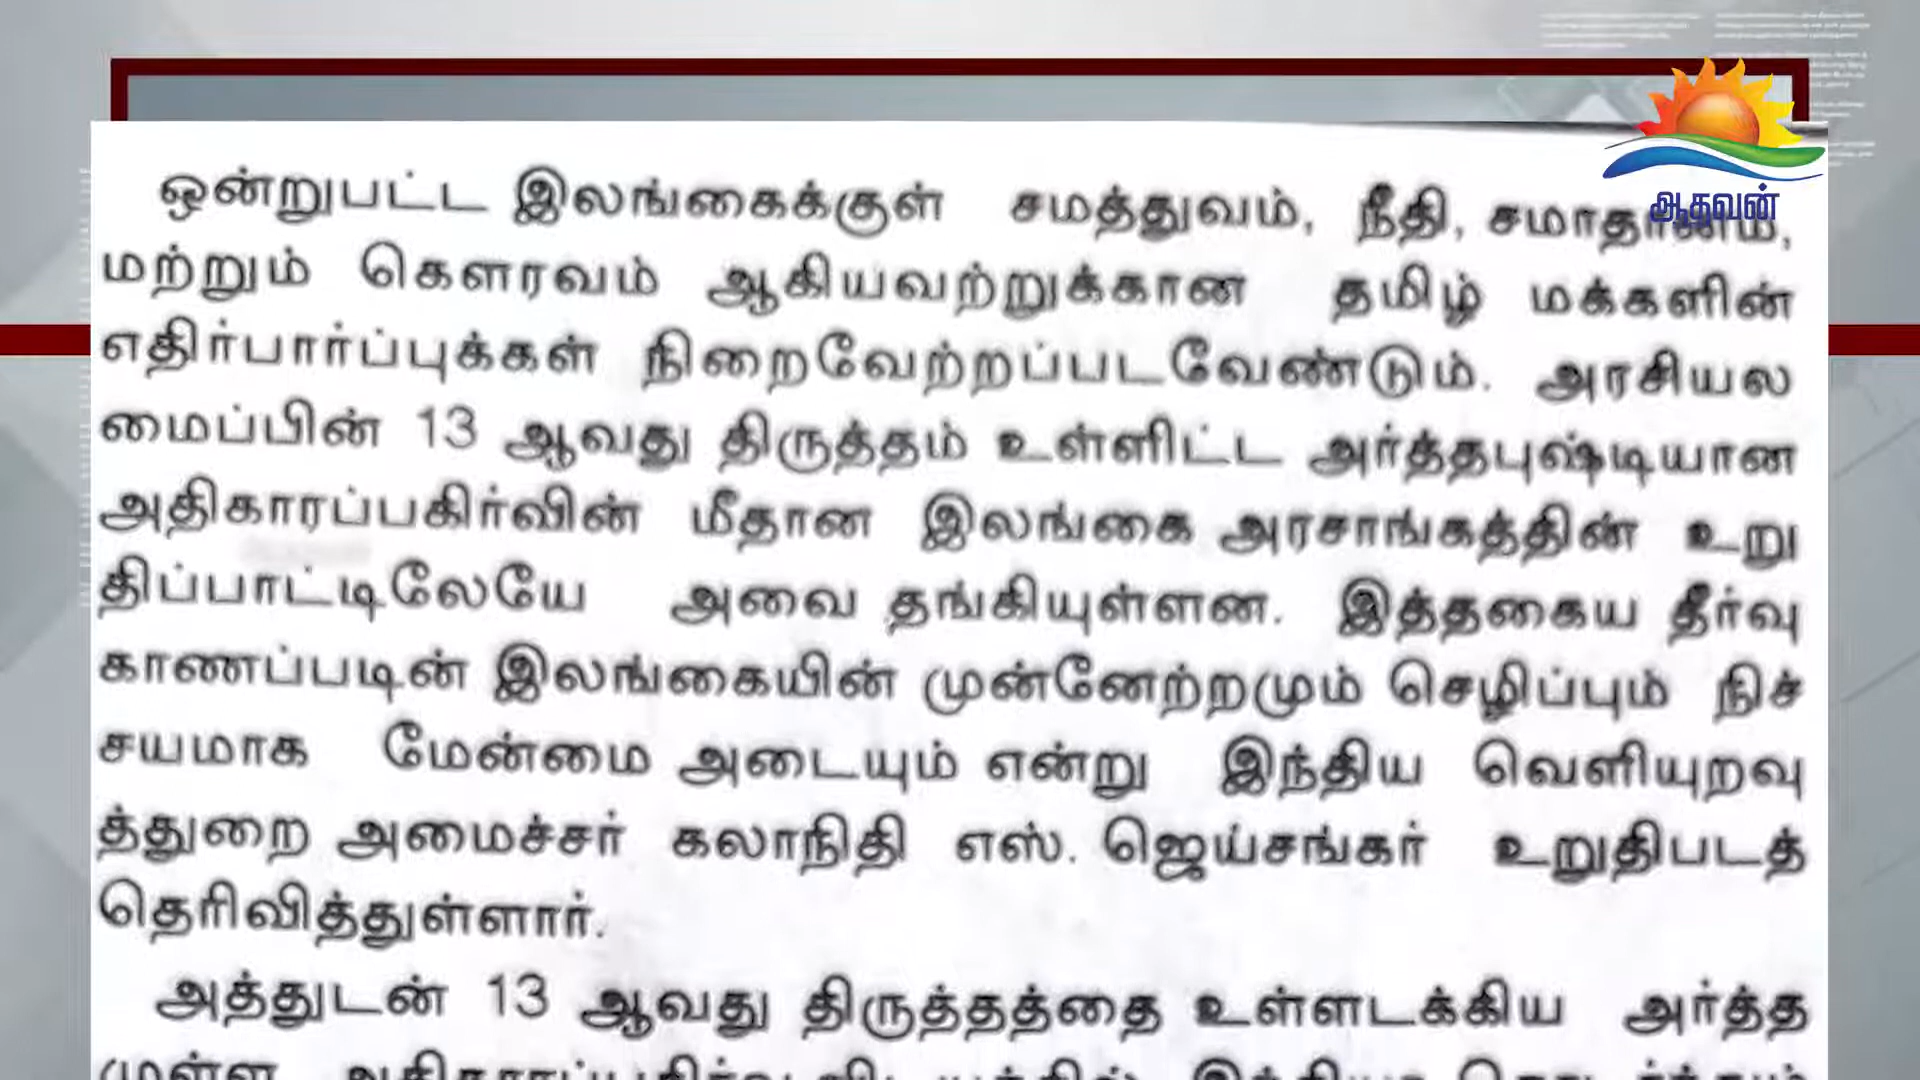 ஆதவன்
ஒன்றுபட்ட இலங்கைக்குள் சமத்துவம், நீதி, சமாதானம்,
மற்றும் கௌரவம் ஆகியவற்றுக்கான தமிழ் மக்களின்
எதிர்பார்ப்புக்கள் நிறைவேற்றப்படவேண்டும். அரசியல
மைப்பின் 13 ஆவது திருத்தம் உள்ளிட்ட அர்த்தபுஷ்டியான
அதிகாரப்பகிர்வின் மீதான இலங்கை அரசாங்கத்தின் உறு
திப்பாட்டிலேயே அவை தங்கியுள்ளன. இத்தகைய தீர்வு
காணப்படின் இலங்கையின் முன்னேற்றமும் செழிப்பும் நிச்
சயமாக மேன்மை அடையும் என்று இந்திய வெளியுறவு
த்துறை அமைச்சர் கலாநிதி எஸ். ஜெய்சங்கர் உறுதிபடத்
தெரிவித்துள்ளார்.
அத்துடன் 13 ஆவது திருத்தத்தை உள்ளடக்கிய அர்த்த